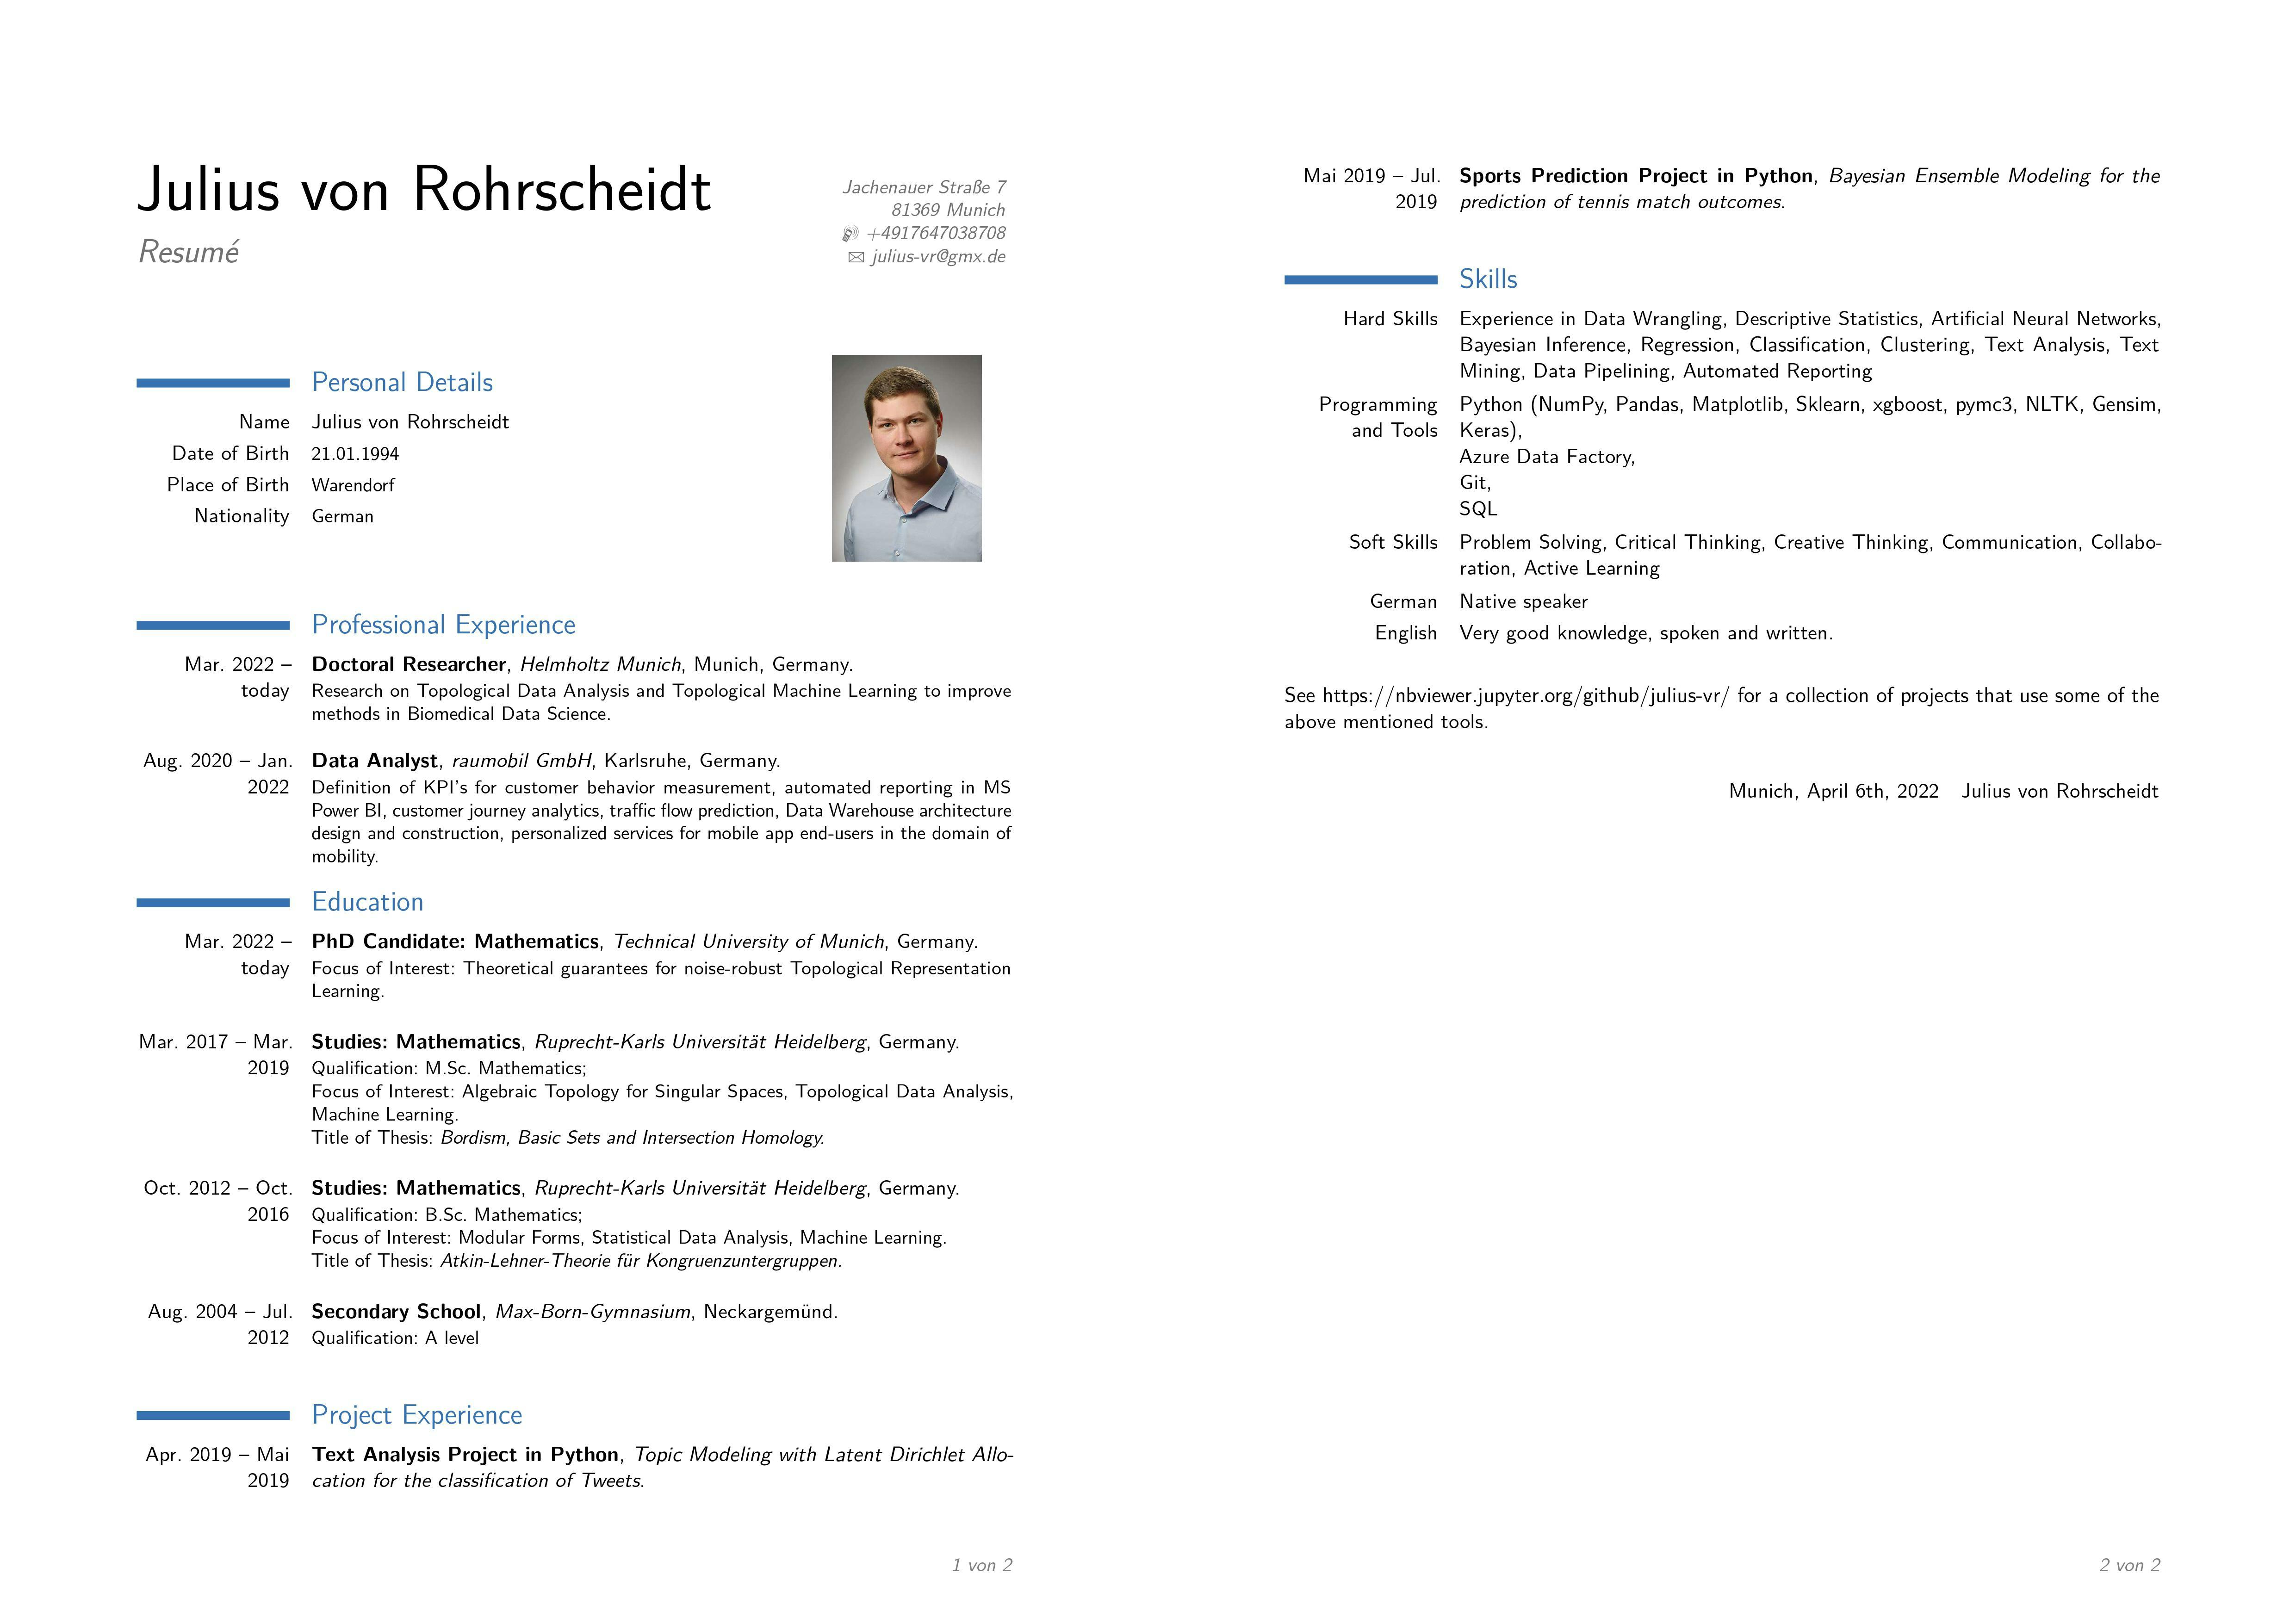 Julius von Rohrscheidt
Resumé
Jachenauer Straße 7
81369 Munich
+4917647038708
julius-vr@gmx.de
Personal Details
Name Julius von Rohrscheidt
Date of Birth 21.01.1994
Place of Birth Warendorf
Nationality German
Professional Experience
Mar. 2022 – Doctoral Researcher, Helmholtz Munich, Munich, Germany.
today Research on Topological Data Analysis and Topological Machine Learning to improve
methods in Biomedical Data Science.
Aug. 2020 – Jan. Data Analyst, raumobil GmbH, Karlsruhe, Germany.
2022 Definition of KPI's for customer behavior measurement, automated reporting in MS
Power BI, customer journey analytics, traffic flow prediction, Data Warehouse architecture
design and construction, personalized services for mobile app end-users in the domain of
mobility.
Education
Mar. 2022 – PhD Candidate: Mathematics, Technical University of Munich, Germany.
today Focus of Interest: Theoretical guarantees for noise-robust Topological Representation
Learning.
Mar. 2017 – Mar. Studies: Mathematics, Ruprecht-Karls Universität Heidelberg, Germany.
2019 Qualification: M.Sc. Mathematics;
Focus of Interest: Algebraic Topology for Singular Spaces, Topological Data Analysis,
Machine Learning.
Title of Thesis: Bordism, Basic Sets and Intersection Homology.
Oct. 2012 – Oct. Studies: Mathematics, Ruprecht-Karls Universität Heidelberg, Germany.
2016 Qualification: B.Sc. Mathematics;
Focus of Interest: Modular Forms, Statistical Data Analysis, Machine Learning.
Title of Thesis: Atkin-Lehner-Theorie für Kongruenzuntergruppen.
Aug. 2004 – Jul. Secondary School, Max-Born-Gymnasium, Neckargemünd.
2012 Qualification: A level
Project Experience
Apr. 2019 – Mai Text Analysis Project in Python, Topic Modeling with Latent Dirichlet Allo-
2019 cation for the classification of Tweets.
1 von 2
Mai 2019 – Jul. Sports Prediction Project in Python, Bayesian Ensemble Modeling for the
2019 prediction of tennis match outcomes.
Skills
Hard Skills Experience in Data Wrangling, Descriptive Statistics, Artificial Neural Networks,
Bayesian Inference, Regression, Classification, Clustering, Text Analysis, Text
Mining, Data Pipelining, Automated Reporting
Programming Python (NumPy, Pandas, Matplotlib, Sklearn, xgboost, pymc3, NLTK, Gensim,
and Tools Keras),
Azure Data Factory,
Git,
SQL
Soft Skills Problem Solving, Critical Thinking, Creative Thinking, Communication, Collabo-
ration, Active Learning
German Native speaker
English Very good knowledge, spoken and written.
See https://nbviewer.jupyter.org/github/julius-vr/ for a collection of projects that use some of the
above mentioned tools.
Munich, April 6th, 2022 Julius von Rohrscheidt
2 von 2